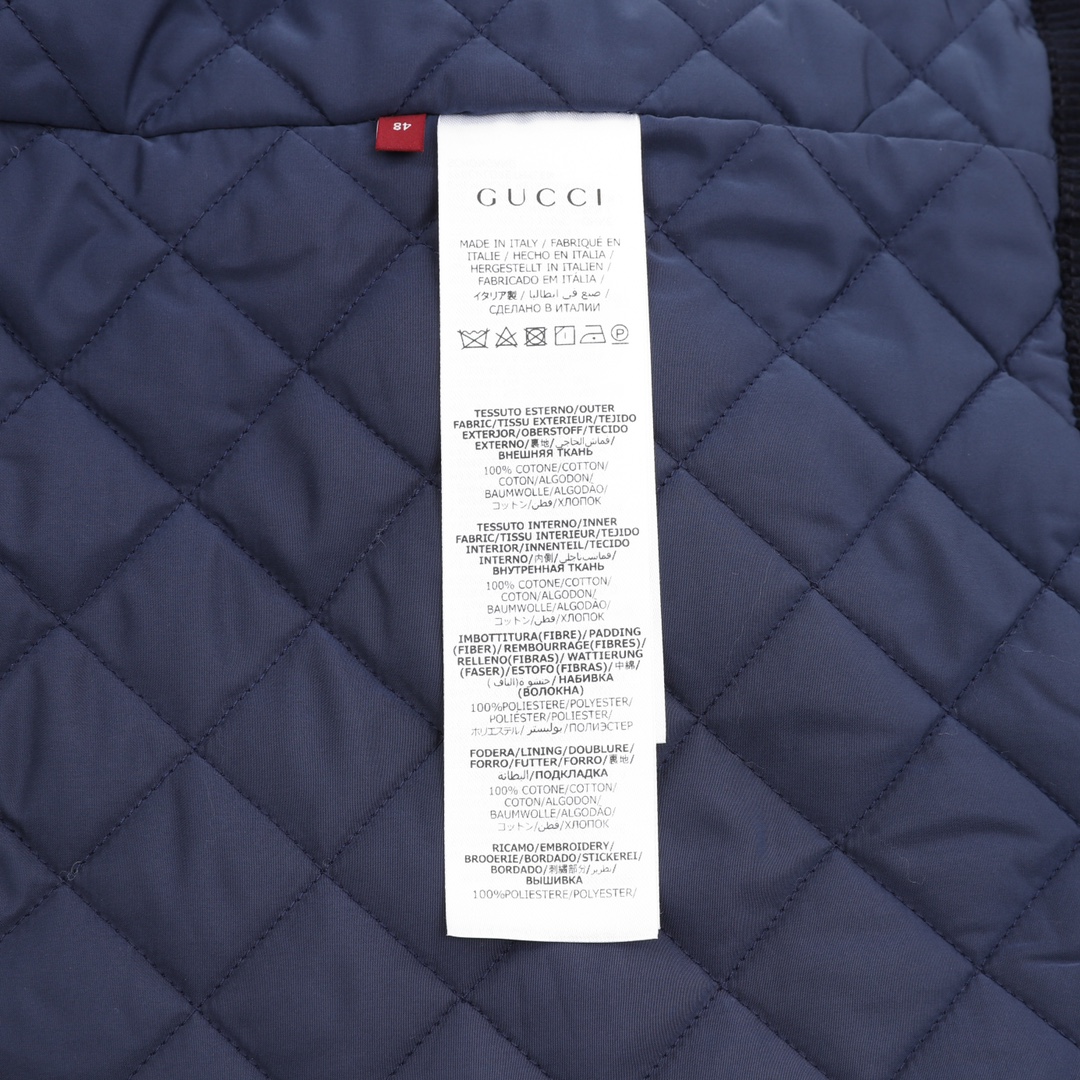 48
GUCCI
MADE IN ITALY / FABRIQUÉ EN
ITALIE / HECHO EN ITALIA /
HERGESTELLT IN ITALIEN /
FABRICADO EM ITÁLIA /
イタリア製 / صنع في ايطاليا /
СДЕЛАНО В ИТАЛИИ
P
TESSUTO ESTERNO/OUTER
FABRIC/TISSU EXTERIEUR/TEJIDO
EXTERJOR/OBERSTOFF/TECIDO
EXTERNO/裏地/قماش الخارجي/
ВНЕШНЯЯ ТКАНЬ
100% COTONE/COTTON/
COTON/ALGODON/
BAUMWOLLE/ALGODÃO/
コットン/قطن/ХЛОПОК
TESSUTO INTERNO/INNER
FABRIC/TISSU INTERIEUR/TEJIDO
INTERIOR/INNENTEIL/TECIDO
INTERNO/内側/
ВНУТРЕННАЯ ТКАНЬ
100% COTONE/COTTON/
COTON/ALGODON/
BAUMWOLLE/ALGODÃO/
コットン/قطن/ХЛОПОК
IMBOTTITURA(FIBRE)/PADDING
(FIBER)/REMBOURRAGE(FIBRES)/
RELLENO(FIBRAS)/WATTIERUNG
(FASER)/ESTOFO(FIBRAS)/中綿/
/НАБИВКА
(ВОЛОКНА)
100%POLIESTERE/POLYESTER/
POLIÉSTER/POLIESTER/
ポリエステル/بوليستر/ПОЛИЭСТЕР
FODERA/LINING/DOUBLURE/
FORRO/FUTTER/FORRO/裏地/
البطانه/ПОДКЛАДКА
100% COTONE/COTTON/
COTON/ALGODON/
BAUMWOLLE/ALGODÃO/
コットン/قطن/ХЛОПОК
RICAMO/EMBROIDERY/
BROOERIE/BORDADO/STICKEREI/
BORDADO/刺繍部分/تطريز/
ВЫШИВКА
100%POLIESTERE/POLYESTER/